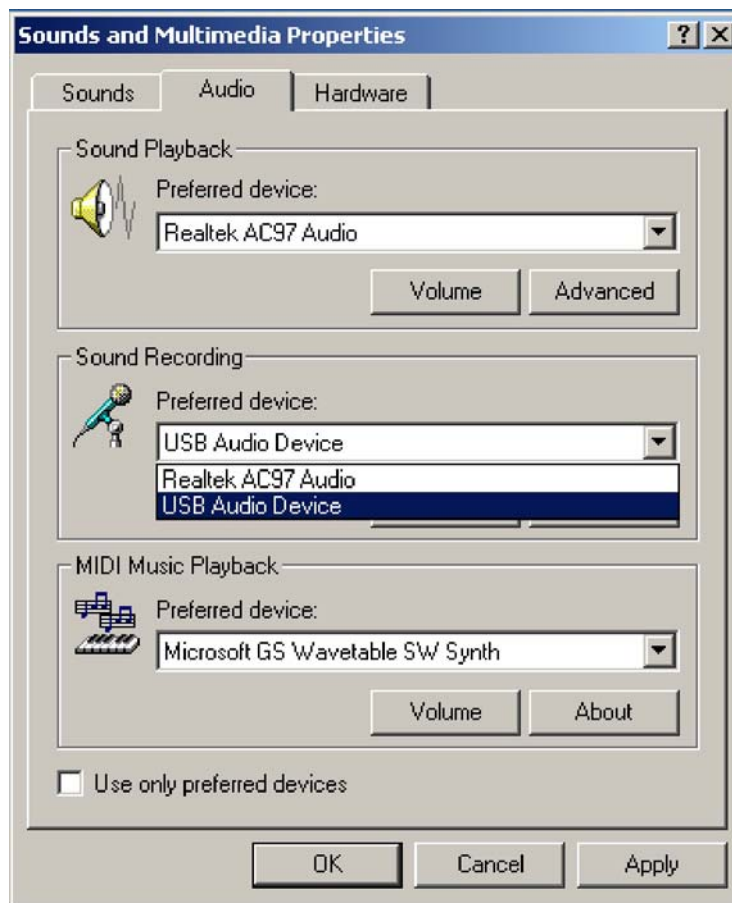 Sounds and Multimedia Properties
Sounds Audio Hardware
Sound Playback
Preferred device:
Realtek AC97 Audio
Volume Advanced
Sound Recording
Preferred device:
USB Audio Device
Realtek AC97 Audio
USB Audio Device
MIDI Music Playback
Preferred device:
Microsoft GS Wavetable SW Synth
Volume About
Use only preferred devices
OK Cancel Apply